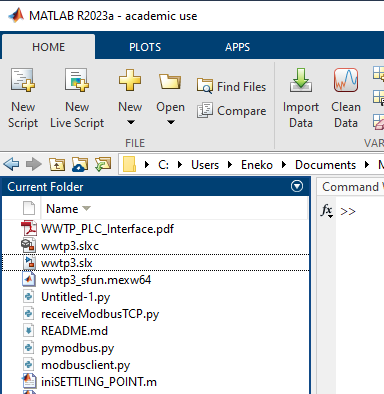 MATLAB R2023a - academic use
HOME PLOTS APPS
New Script
New Live Script
New
Open
Find Files
Compare
Import Data
Clean Data
FILE
VAR
C: Users Eneko Documents
Current Folder
Command
Name
fx >>
WWTP_PLC_Interface.pdf
wwtp3.slxc
wwtp3.slx
wwtp3_sfun.mexw64
Untitled-1.py
receiveModbusTCP.py
README.md
pymodbus.py
modbusclient.py
iniSETTLING_POINT.m